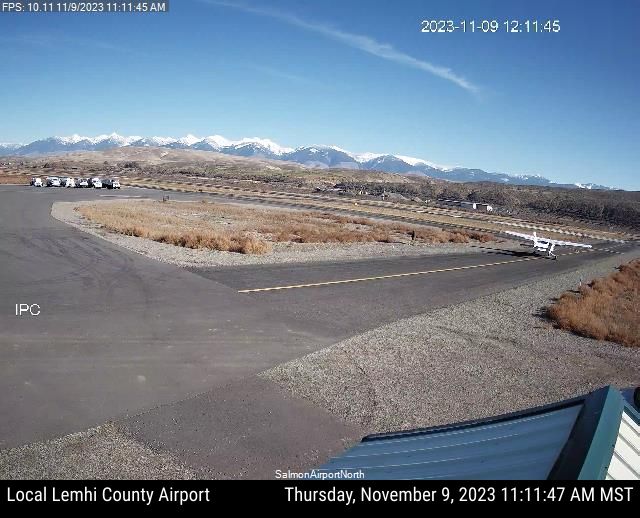 FPS: 10.11 11/9/2023 11:11:45 AM
2023-11-09 12:11:45
IPC
SalmonAirportNorth
Local Lemhi County Airport Thursday, November 9, 2023 11:11:47 AM MST